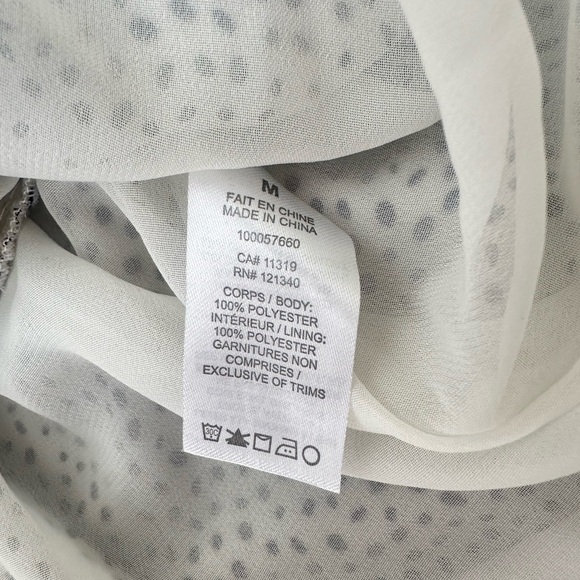 M
FAIT EN CHINE
MADE IN CHINA
100057660
CA# 11319
RN# 121340
CORPS / BODY:
100% POLYESTER
INTÉRIEUR / LINING:
100% POLYESTER
GARNITURES NON
COMPRISES /
EXCLUSIVE OF TRIMS
30C